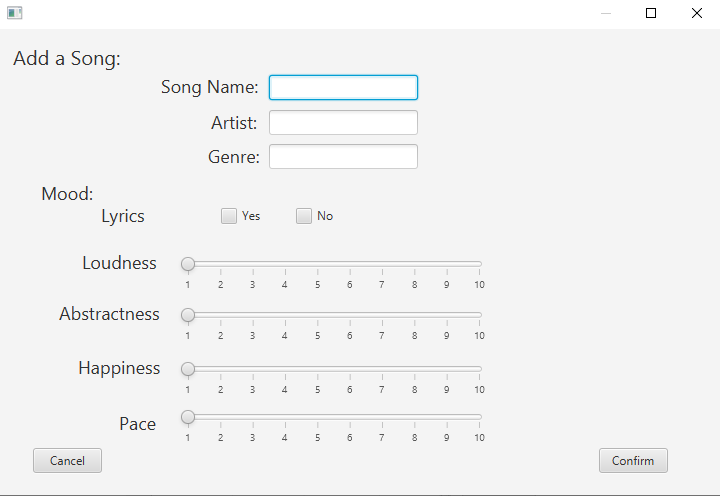 Add a Song:
Song Name:
Artist:
Genre:
Mood:
Lyrics Yes No
Loudness
1 2 3 4 5 6 7 8 9 10
Abstractness
1 2 3 4 5 6 7 8 9 10
Happiness
1 2 3 4 5 6 7 8 9 10
Pace
1 2 3 4 5 6 7 8 9 10
Cancel Confirm